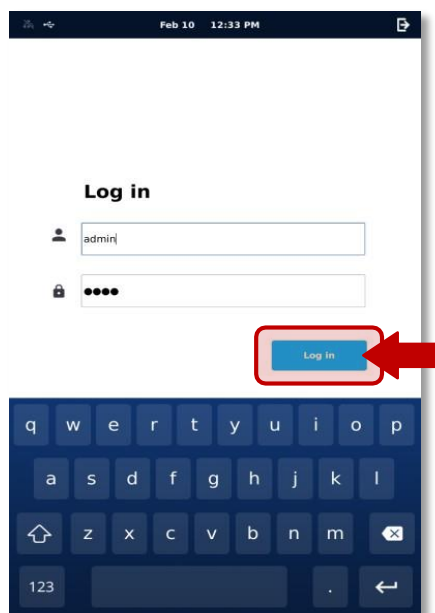 Feb 10 12:33 PM
Log in
admin
●●●●
Log in
q w e r t y u i o p
a s d f g h j k l
z x c v b n m
123 .